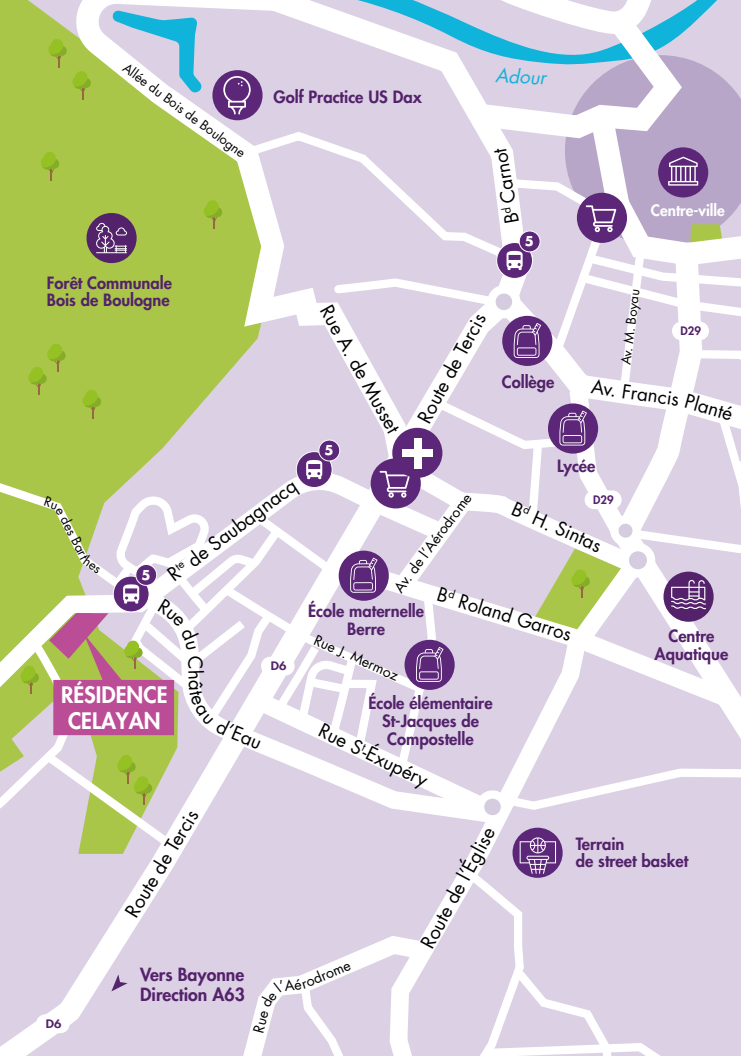 Adour
Allée du Bois de Boulogne
Golf Practice US Dax
Bd Carnot
Centre-ville
5
Forêt Communale
Bois de Boulogne
Rue A. de Musset
Route de Tercis
Av. M. Boyau
D29
Collège
Av. Francis Planté
5
Lycée
D29
Rue des Barthes
Rte de Saubagnacq
Av. de l'Aérodrome
Bd H. Sintas
5
École maternelle
Berre
Bd Roland Garros
Rue du Château d'Eau
Rue J. Mermoz
Centre
Aquatique
D6
RÉSIDENCE
CELAYAN
École élémentaire
St-Jacques de
Compostelle
Rue St-Éxupéry
Route de Tercis
Route de l'Église
Terrain
de street basket
Vers Bayonne
Direction A63
Rue de l'Aérodrome
D6